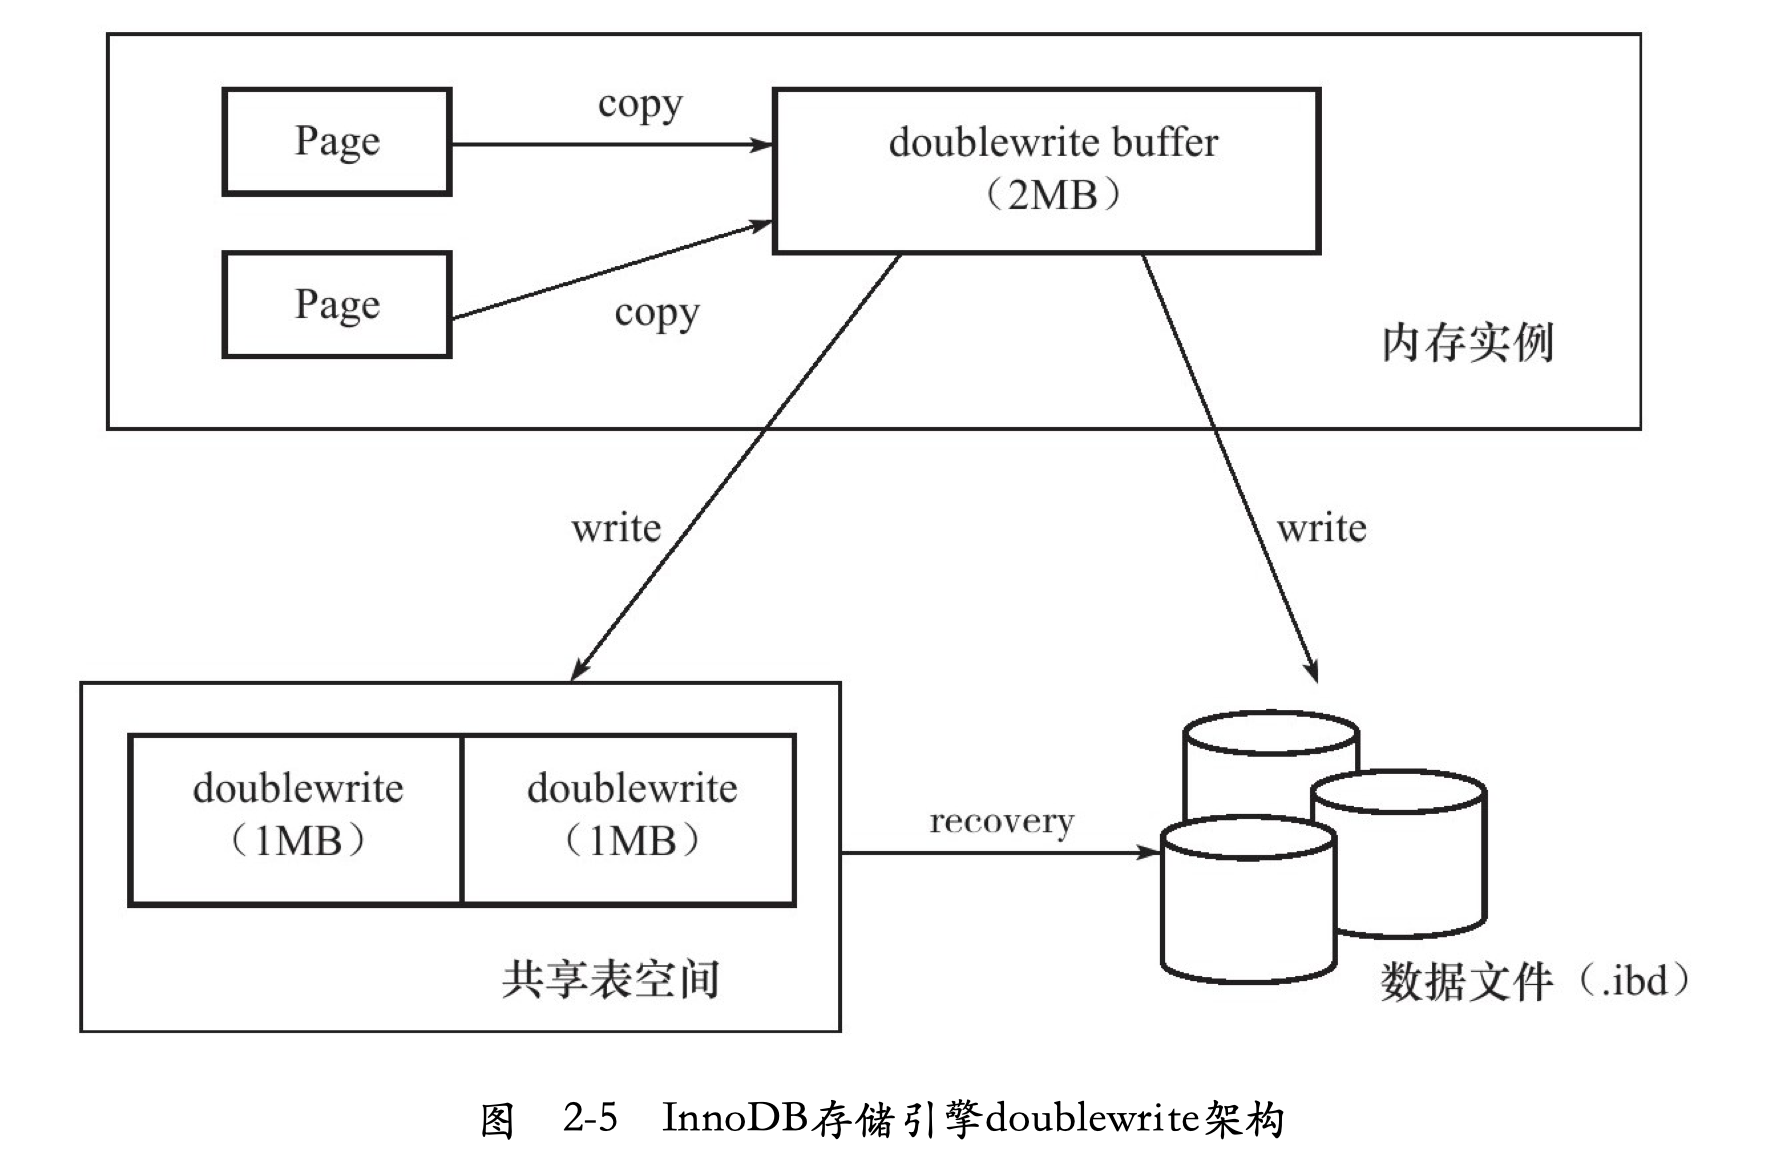 Page
copy
doublewrite buffer
（2MB）
Page
copy
内存实例
write
write
doublewrite
（1MB）
doublewrite
（1MB）
recovery
共享表空间
数据文件（.ibd）
图 2-5 InnoDB存储引擎doublewrite架构